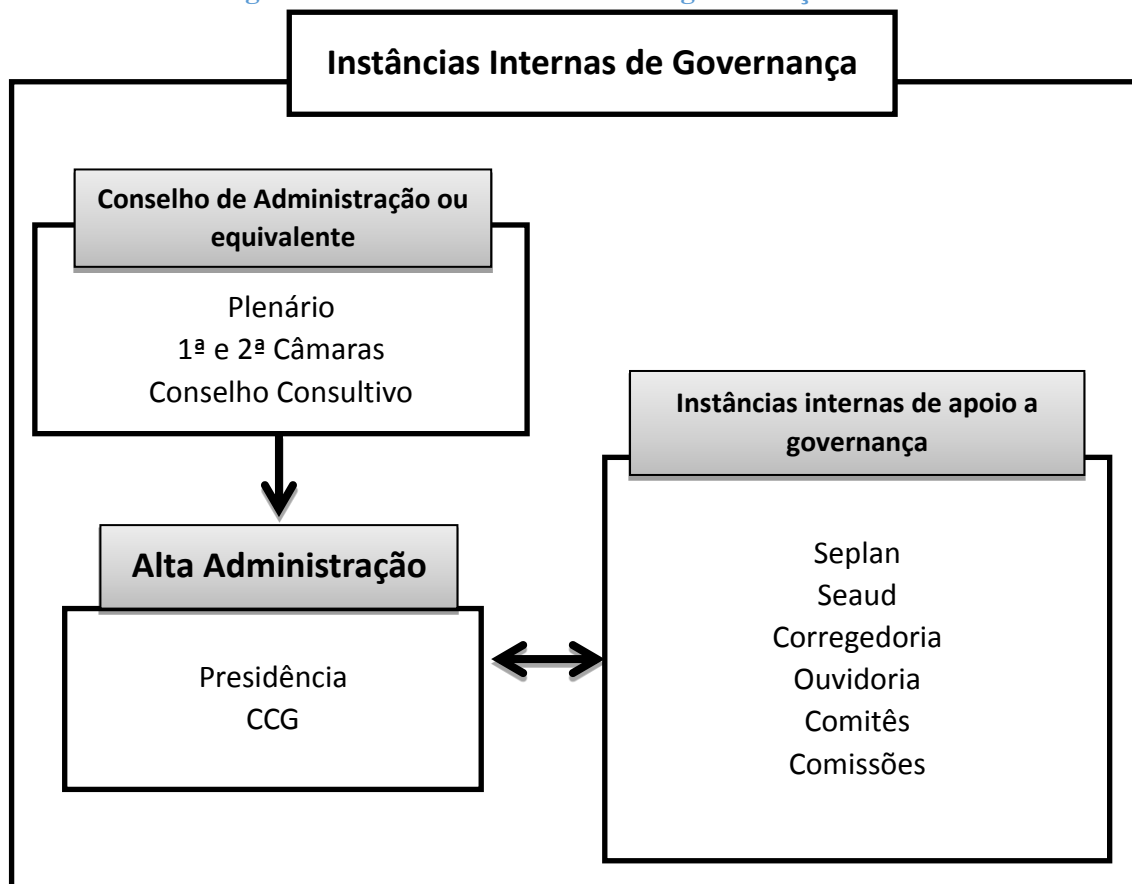 Instâncias Internas de Governança
Conselho de Administração ou
equivalente
Plenário
1ª e 2ª Câmaras
Conselho Consultivo
Alta Administração
Presidência
CCG
Instâncias internas de apoio a
governança
Seplan
Seaud
Corregedoria
Ouvidoria
Comitês
Comissões